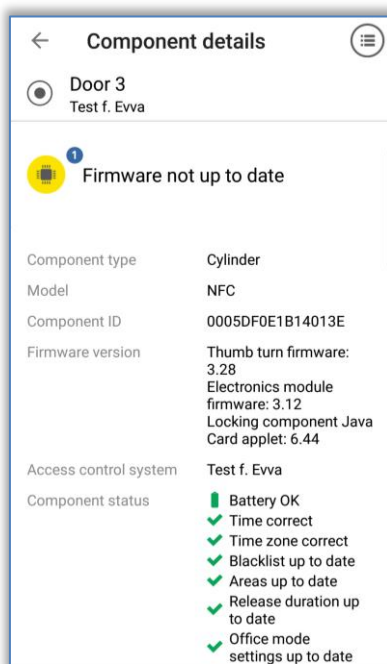 Component details
Door 3
Test f. Evva
1
Firmware not up to date
Component type Cylinder
Model NFC
Component ID 0005DF0E1B14013E
Firmware version Thumb turn firmware:
3.28
Electronics module
firmware: 3.12
Locking component Java
Card applet: 6.44
Access control system Test f. Evva
Component status Battery OK
Time correct
Time zone correct
Blacklist up to date
Areas up to date
Release duration up
to date
Office mode
settings up to date